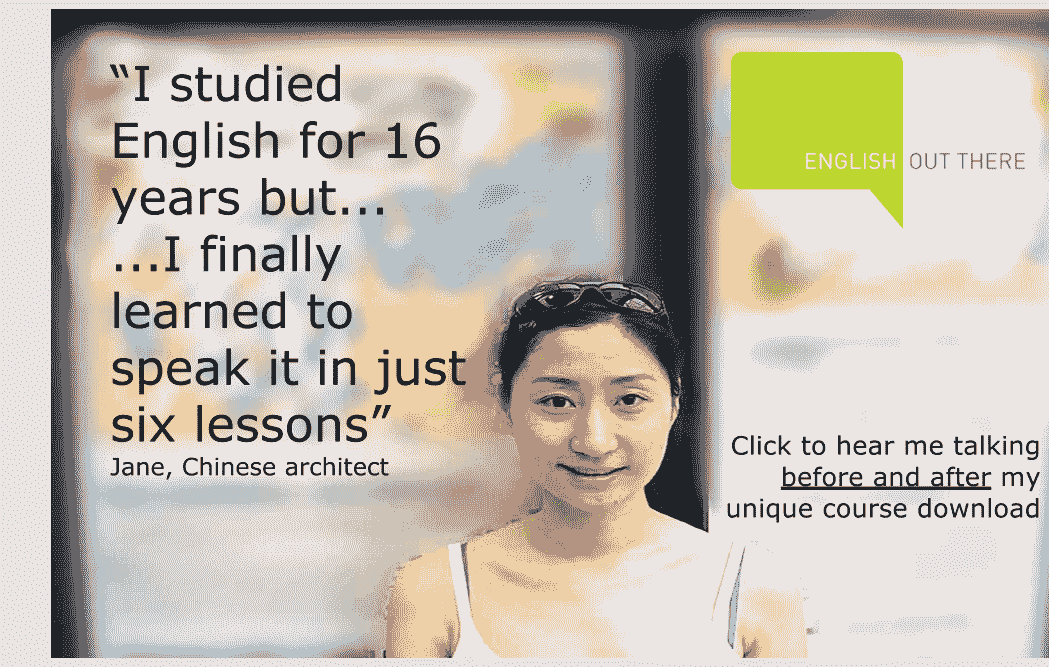 “I studied
English for 16
years but...
...I finally
learned to
speak it in just
six lessons”
Jane, Chinese architect
ENGLISH OUT THERE
Click to hear me talking
before and after my
unique course download